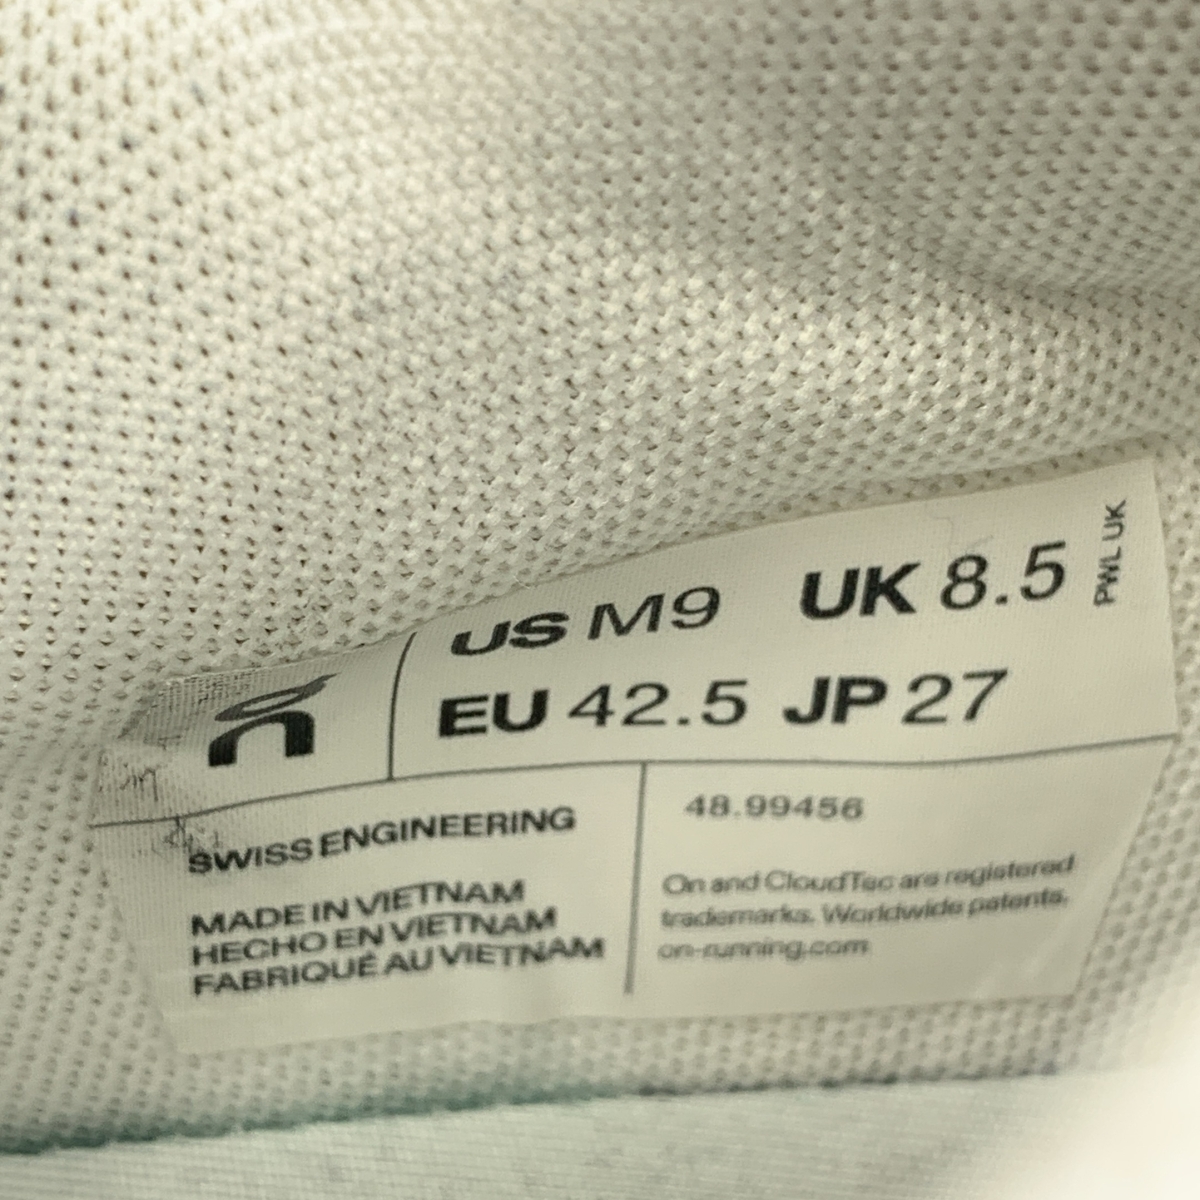 US M9 UK 8.5
EU 42.5 JP 27
PWL UK
SWISS ENGINEERING
MADE IN VIETNAM
HECHO EN VIETNAM
FABRIQUÉ AU VIETNAM
48.99456
On and CloudTec are registered
trademarks. Worldwide patents.
on-running.com